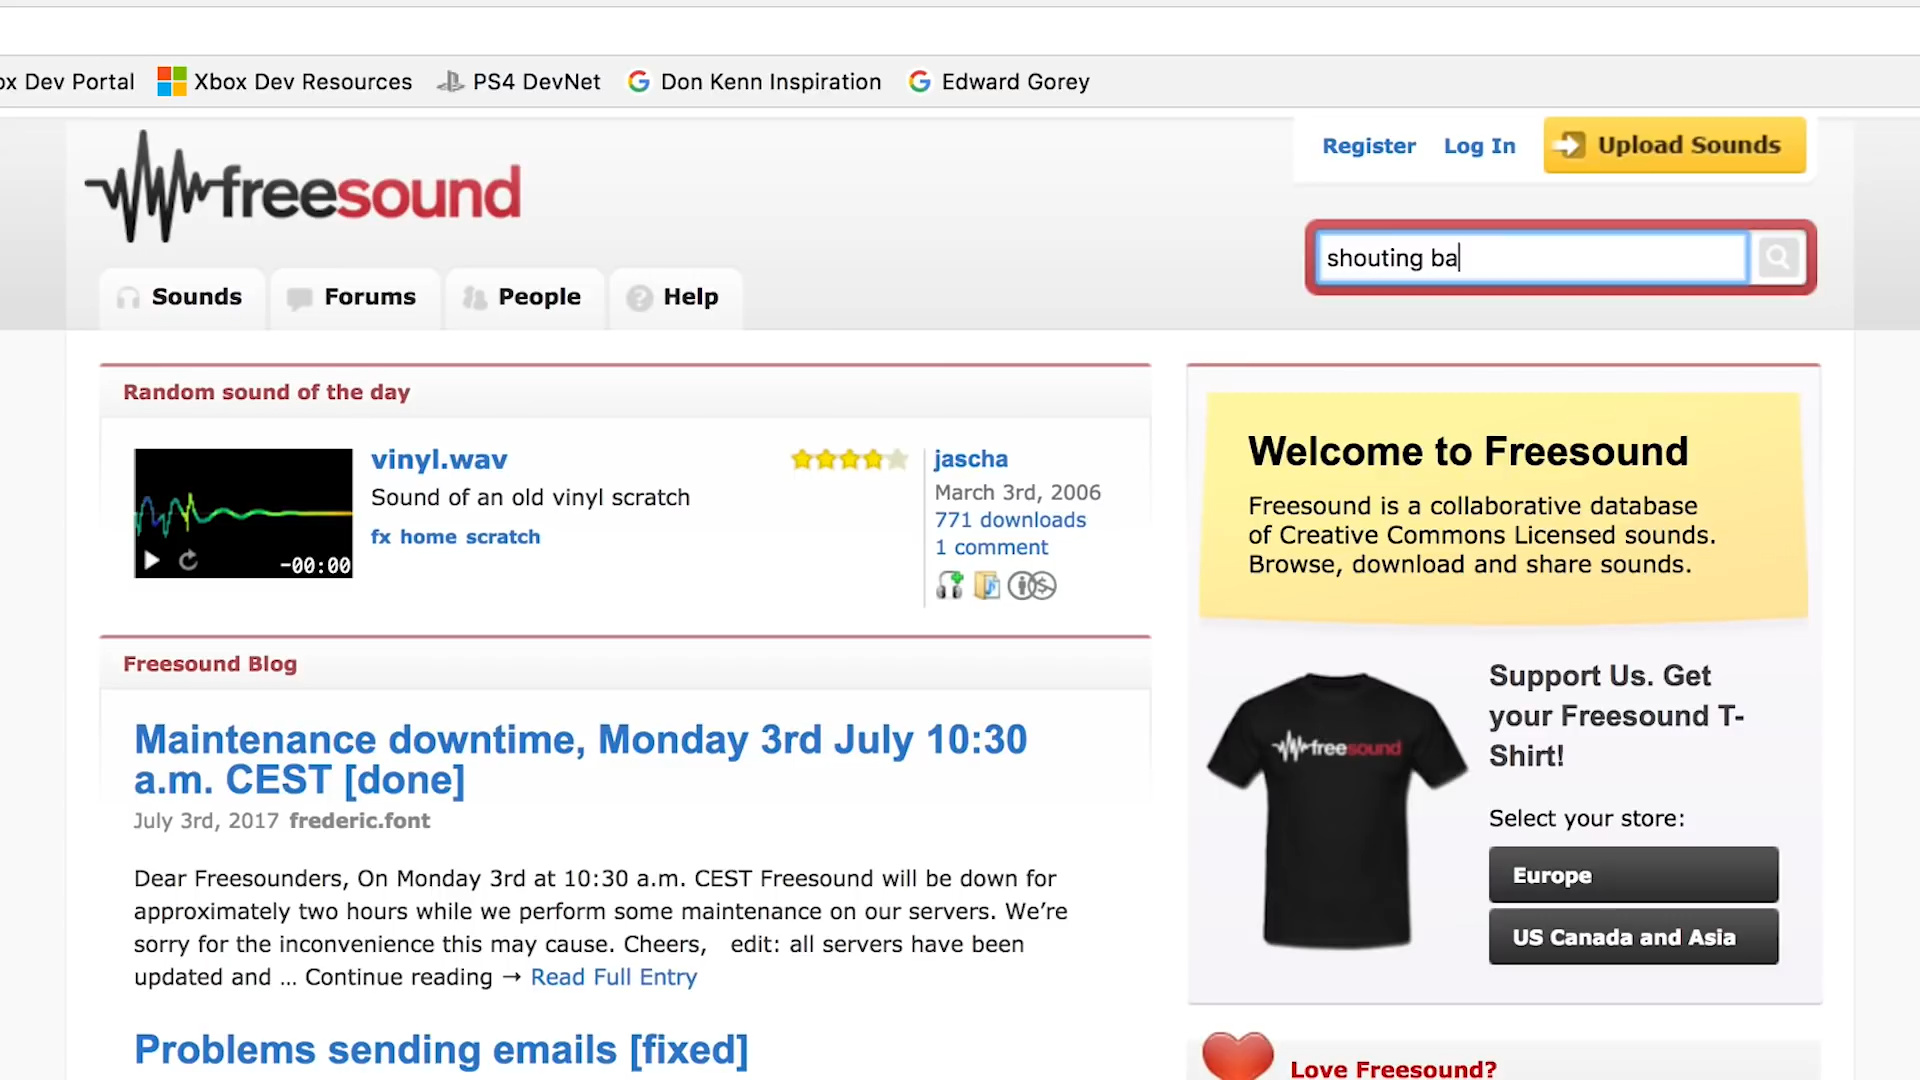 ox Dev Portal Xbox Dev Resources PS4 DevNet Don Kenn Inspiration Edward Gorey
Register Log In Upload Sounds
freesound
shouting ba
Sounds Forums People Help
Random sound of the day
vinyl.wav
Sound of an old vinyl scratch
fx home scratch
-00:00
jascha
March 3rd, 2006
771 downloads
1 comment
Welcome to Freesound
Freesound is a collaborative database
of Creative Commons Licensed sounds.
Browse, download and share sounds.
Freesound Blog
Maintenance downtime, Monday 3rd July 10:30
a.m. CEST [done]
July 3rd, 2017 frederic.font
Dear Freesounders, On Monday 3rd at 10:30 a.m. CEST Freesound will be down for
approximately two hours while we perform some maintenance on our servers. We’re
sorry for the inconvenience this may cause. Cheers, edit: all servers have been
updated and ... Continue reading → Read Full Entry
Problems sending emails [fixed]
freesound
Support Us. Get
your Freesound T-
Shirt!
Select your store:
Europe
US Canada and Asia
Love Freesound?